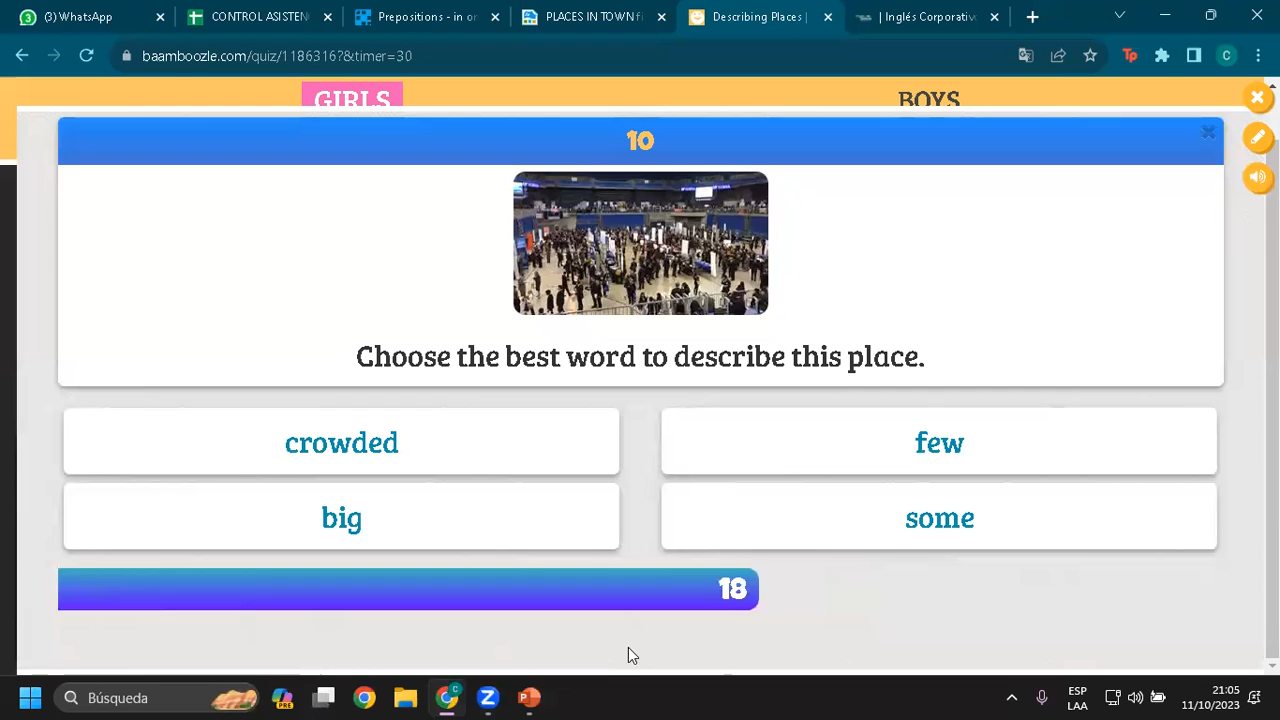 (3) WhatsApp
CONTROL ASISTEN
Prepositions - in on
PLACES IN TOWN f
Describing Places |
| Inglés Corporativ
baamboozle.com/quiz/1186316?&timer=30
GIRLS
BOYS
10
Choose the best word to describe this place.
crowded
few
big
some
18
Búsqueda
PRE
ESP
LAA
21:05
11/10/2023